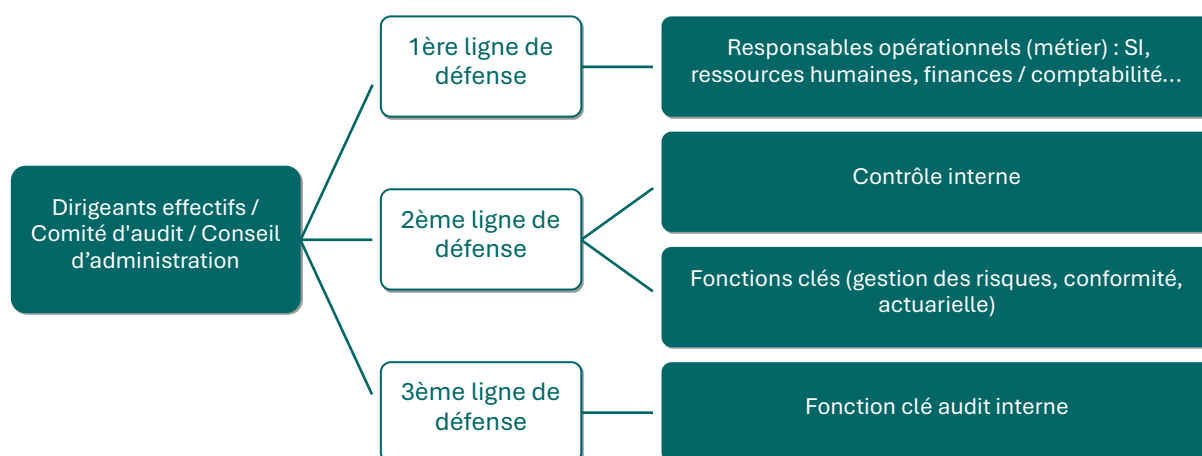 Dirigeants effectifs /
Comité d'audit / Conseil
d’administration
1ère ligne de
défense
Responsables opérationnels (métier) : SI,
ressources humaines, finances / comptabilité...
2ème ligne de
défense
Contrôle interne
Fonctions clés (gestion des risques, conformité,
actuarielle)
3ème ligne de
défense
Fonction clé audit interne